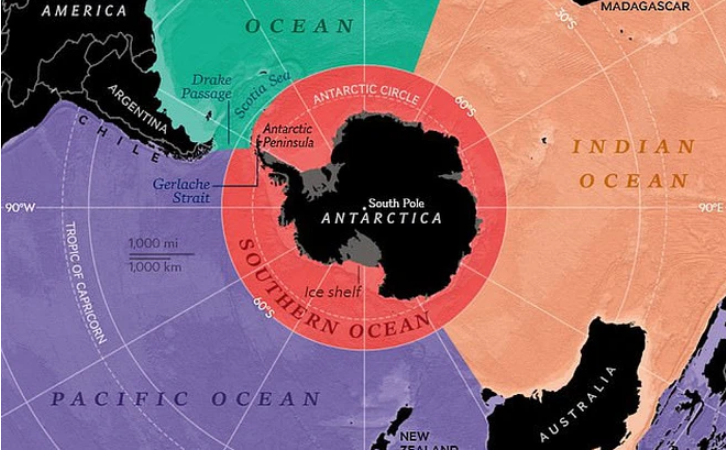 AMERICA
MADAGASCAR
OCEAN
30°S
Drake
Passage
Scotia Sea
ANTARCTIC CIRCLE
60°S
ARGENTINA
CHILE
Antarctic
Peninsula
INDIAN
OCEAN
Gerlache
Strait
90°W
South Pole
ANTARCTICA
90°E
TROPIC OF CAPRICORN
1,000 mi
1,000 km
Ice shelf
60°S
SOUTHERN OCEAN
PACIFIC OCEAN
AUSTRALIA
NEW
ZEALAND